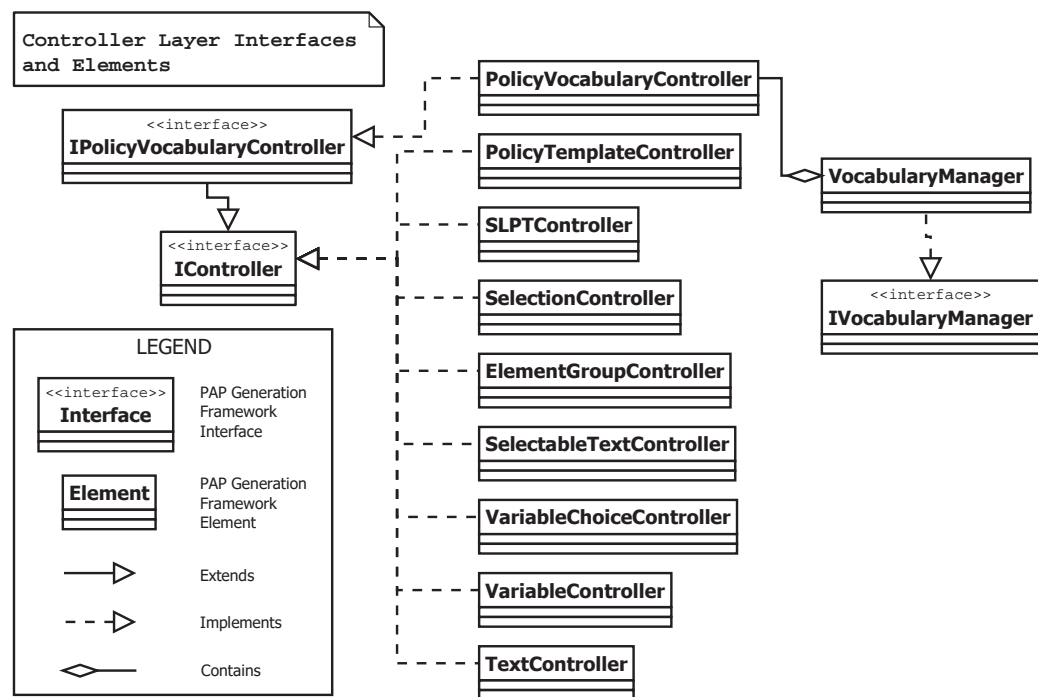 Controller Layer Interfaces
and Elements
<<interface>>
IPolicyVocabularyController
<<interface>>
IController
PolicyVocabularyController
PolicyTemplateController
SLPTController
SelectionController
ElementGroupController
SelectableTextController
VariableChoiceController
VariableController
TextController
VocabularyManager
<<interface>>
IVocabularyManager
LEGEND
<<interface>>
Interface
PAP Generation
Framework
Interface
Element
PAP Generation
Framework
Element
Extends
Implements
Contains